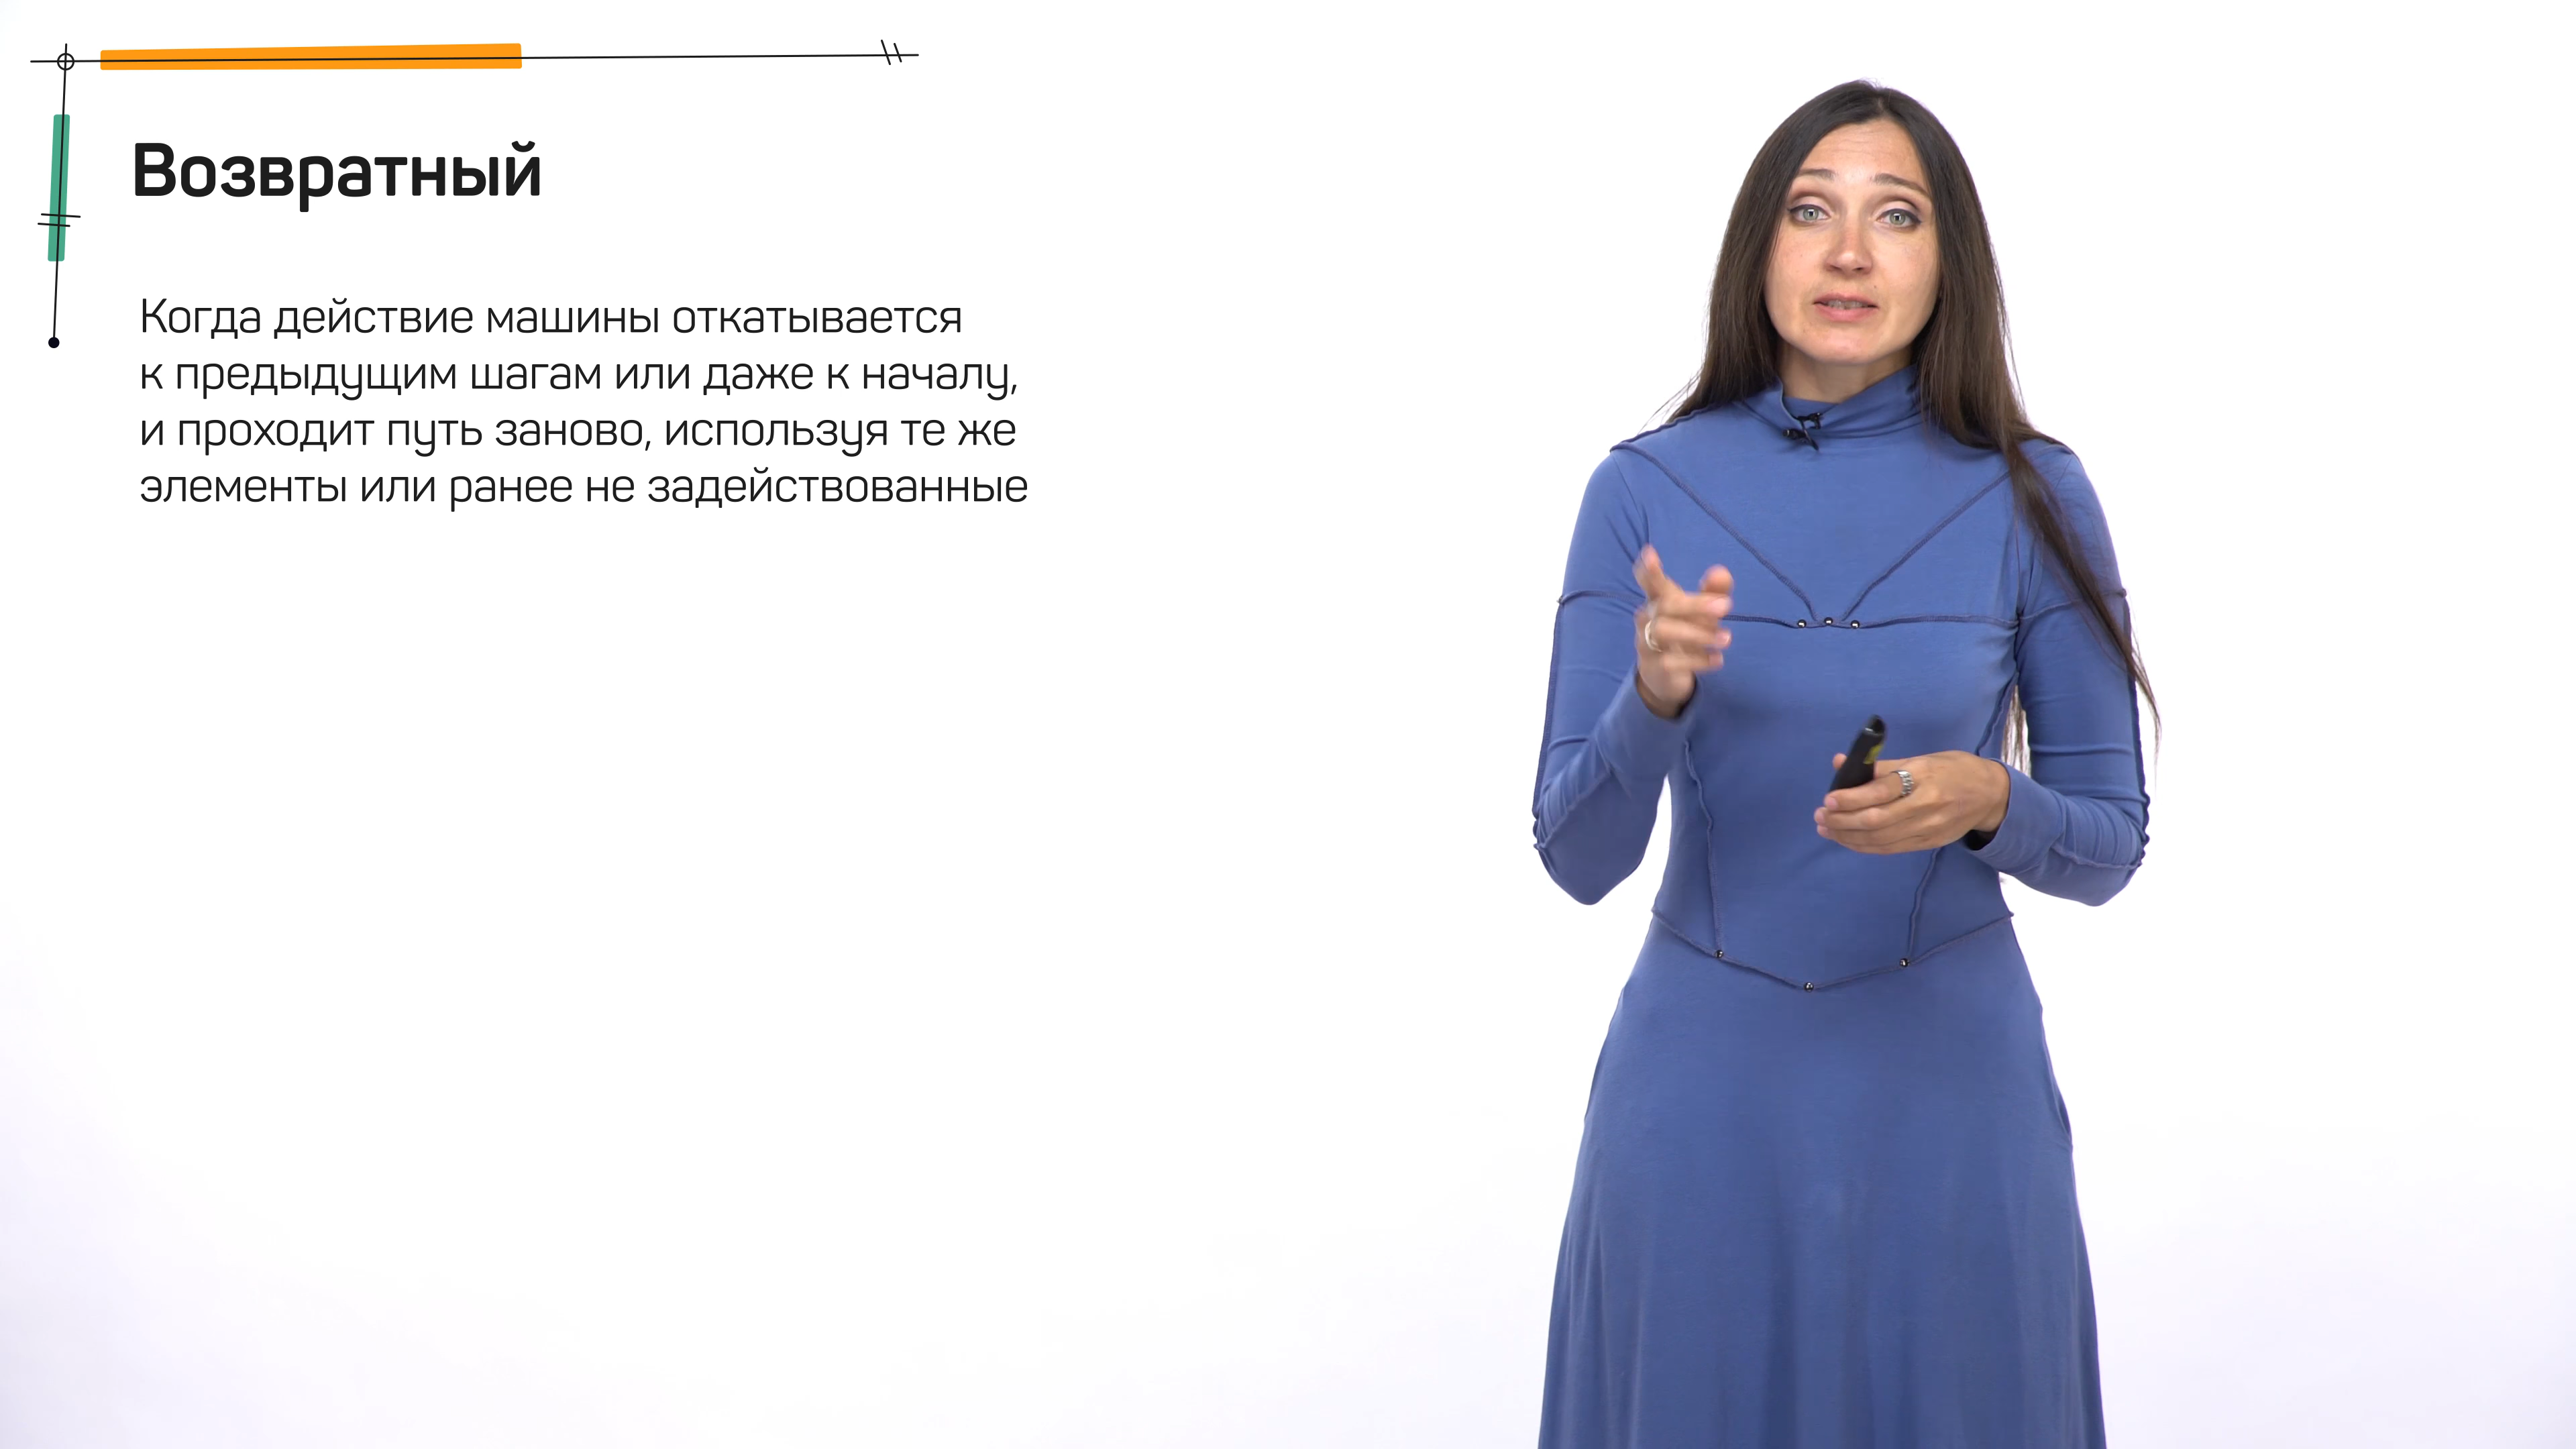 Возвратный
Когда действие машины откатывается
к предыдущим шагам или даже к началу,
и проходит путь заново, используя те же
элементы или ранее не задействованные